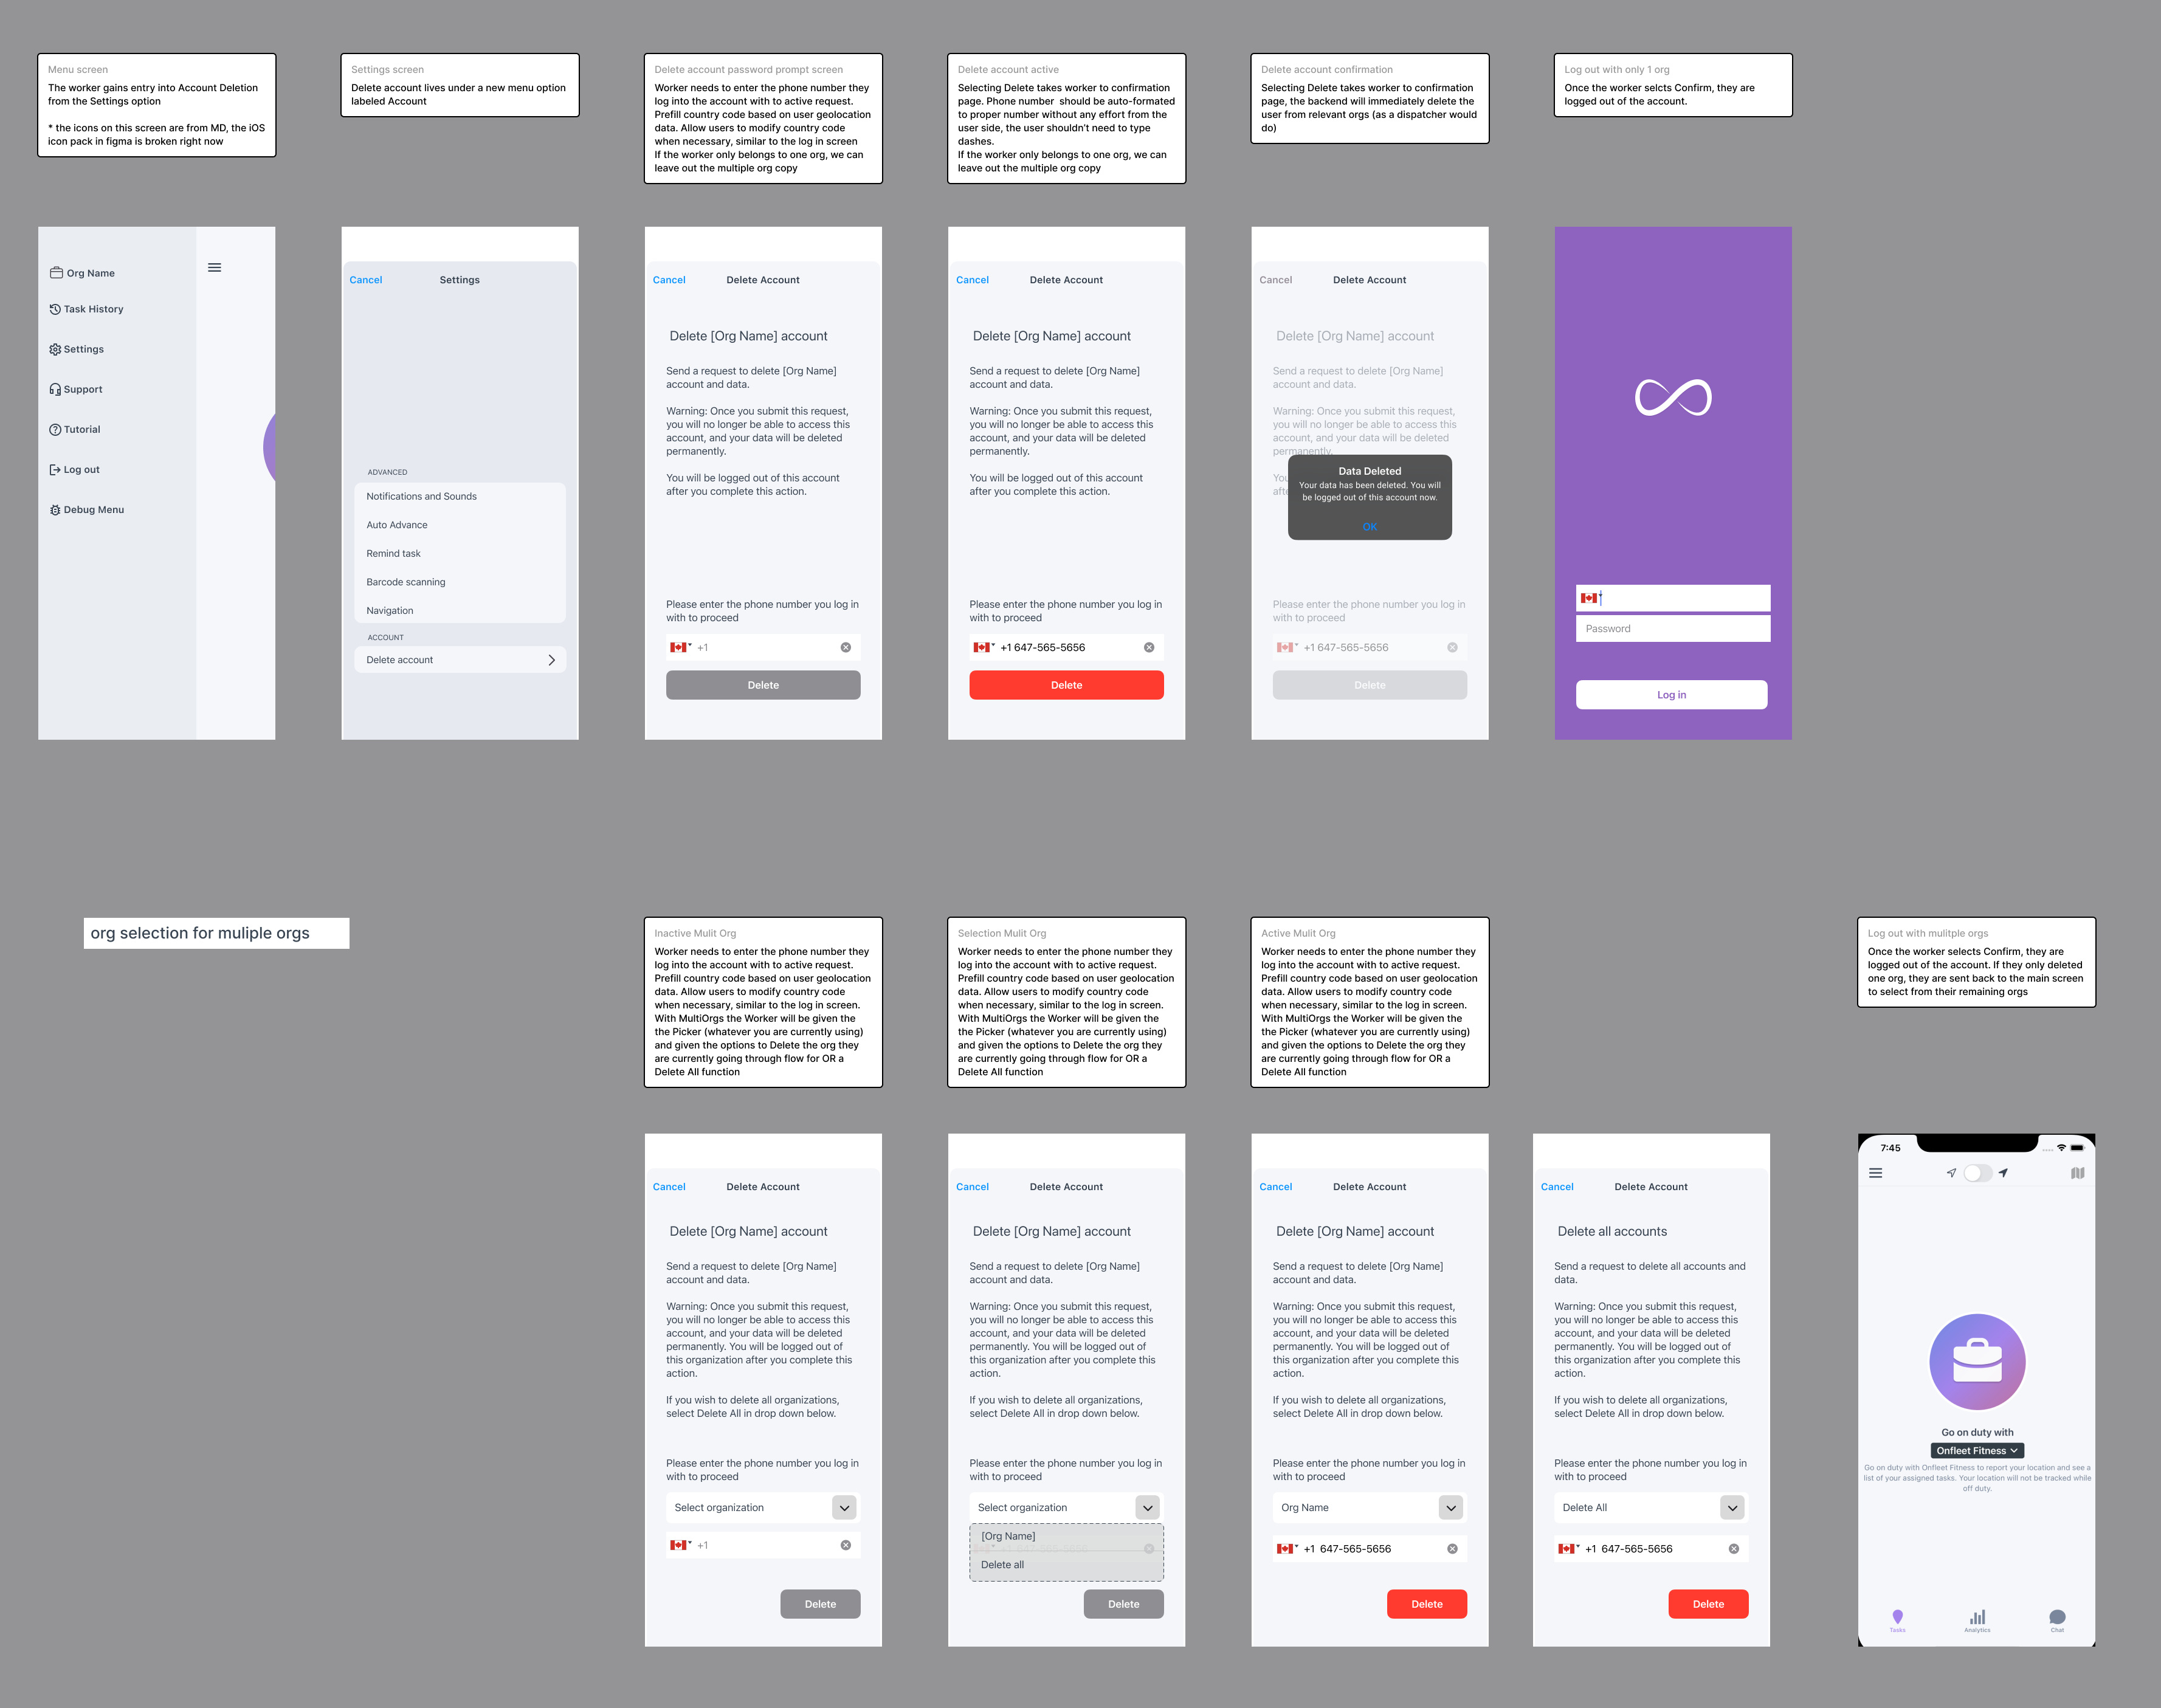 Menu screen
The worker gains entry into Account Deletion
from the Settings option
* the icons on this screen are from MD, the iOS
icon pack in figma is broken right now
Settings screen
Delete account lives under a new menu option
labeled Account
Delete account password prompt screen
Worker needs to enter the phone number they
log into the account with to active request.
Prefill country code based on user geolocation
data. Allow users to modify country code
when necessary, similar to the log in screen
If the worker only belongs to one org, we can
leave out the multiple org copy
Delete account active
Selecting Delete takes worker to confirmation
page. Phone number should be auto-formated
to proper number without any effort from the
user side, the user shouldn't need to type
dashes.
If the worker only belongs to one org, we can
leave out the multiple org copy
Delete account confirmation
Selecting Delete takes worker to confirmation
page, the backend will immediately delete the
user from relevant orgs (as a dispatcher would
do)
Log out with only 1 org
Once the worker selcts Confirm, they are
logged out of the account.
Org Name
Task History
Settings
Support
Tutorial
Log out
Debug Menu
Cancel
Settings
ADVANCED
Notifications and Sounds
Auto Advance
Remind task
Barcode scanning
Navigation
ACCOUNT
Delete account
Cancel
Delete Account
Delete [Org Name] account
Send a request to delete [Org Name]
account and data.
Warning: Once you submit this request,
you will no longer be able to access this
account, and your data will be deleted
permanently.
You will be logged out of this account
after you complete this action.
Please enter the phone number you log in
with to proceed
+1
Delete
Cancel
Delete Account
Delete [Org Name] account
Send a request to delete [Org Name]
account and data.
Warning: Once you submit this request,
you will no longer be able to access this
account, and your data will be deleted
permanently.
You will be logged out of this account
after you complete this action.
Please enter the phone number you log in
with to proceed
+1 647-565-5656
Delete
Cancel
Delete Account
Delete [Org Name] account
Send a request to delete [Org Name]
account and data.
Warning: Once you submit this request,
you will no longer be able to access this
account, and your data will be deleted
permanently.
You
afte
Data Deleted
Your data has been deleted. You will
be logged out of this account now.
OK
Please enter the phone number you log in
with to proceed
+1 647-565-5656
Delete
Password
Log in
org selection for muliple orgs
Inactive Mulit Org
Worker needs to enter the phone number they
log into the account with to active request.
Prefill country code based on user geolocation
data. Allow users to modify country code
when necessary, similar to the log in screen.
With MultiOrgs the Worker will be given the
the Picker (whatever you are currently using)
and given the options to Delete the org they
are currently going through flow for OR a
Delete All function
Selection Mulit Org
Worker needs to enter the phone number they
log into the account with to active request.
Prefill country code based on user geolocation
data. Allow users to modify country code
when necessary, similar to the log in screen.
With MultiOrgs the Worker will be given the
the Picker (whatever you are currently using)
and given the options to Delete the org they
are currently going through flow for OR a
Delete All function
Active Mulit Org
Worker needs to enter the phone number they
log into the account with to active request.
Prefill country code based on user geolocation
data. Allow users to modify country code
when necessary, similar to the log in screen.
With MultiOrgs the Worker will be given the
the Picker (whatever you are currently using)
and given the options to Delete the org they
are currently going through flow for OR a
Delete All function
Log out with mulitple orgs
Once the worker selects Confirm, they are
logged out of the account. If they only deleted
one org, they are sent back to the main screen
to select from their remaining orgs
Cancel
Delete Account
Delete [Org Name] account
Send a request to delete [Org Name]
account and data.
Warning: Once you submit this request,
you will no longer be able to access this
account, and your data will be deleted
permanently. You will be logged out of
this organization after you complete this
action.
If you wish to delete all organizations,
select Delete All in drop down below.
Please enter the phone number you log in
with to proceed
Select organization
+1
Delete
Cancel
Delete Account
Delete [Org Name] account
Send a request to delete [Org Name]
account and data.
Warning: Once you submit this request,
you will no longer be able to access this
account, and your data will be deleted
permanently. You will be logged out of
this organization after you complete this
action.
If you wish to delete all organizations,
select Delete All in drop down below.
Please enter the phone number you log in
with to proceed
Select organization
[Org Name]
Delete all
Delete
Cancel
Delete Account
Delete [Org Name] account
Send a request to delete [Org Name]
account and data.
Warning: Once you submit this request,
you will no longer be able to access this
account, and your data will be deleted
permanently. You will be logged out of
this organization after you complete this
action.
If you wish to delete all organizations,
select Delete All in drop down below.
Please enter the phone number you log in
with to proceed
Org Name
+1 647-565-5656
Delete
Cancel
Delete Account
Delete all accounts
Send a request to delete all accounts and
data.
Warning: Once you submit this request,
you will no longer be able to access this
account, and your data will be deleted
permanently. You will be logged out of
this organization after you complete this
action.
If you wish to delete all organizations,
select Delete All in drop down below.
Please enter the phone number you log in
with to proceed
Delete All
+1 647-565-5656
Delete
7:45
Go on duty with
Onfleet Fitness
Go on duty with Onfleet Fitness to report your location and see a
list of your assigned tasks. Your location will not be tracked while
off duty.
Tasks
Analytics
Chat